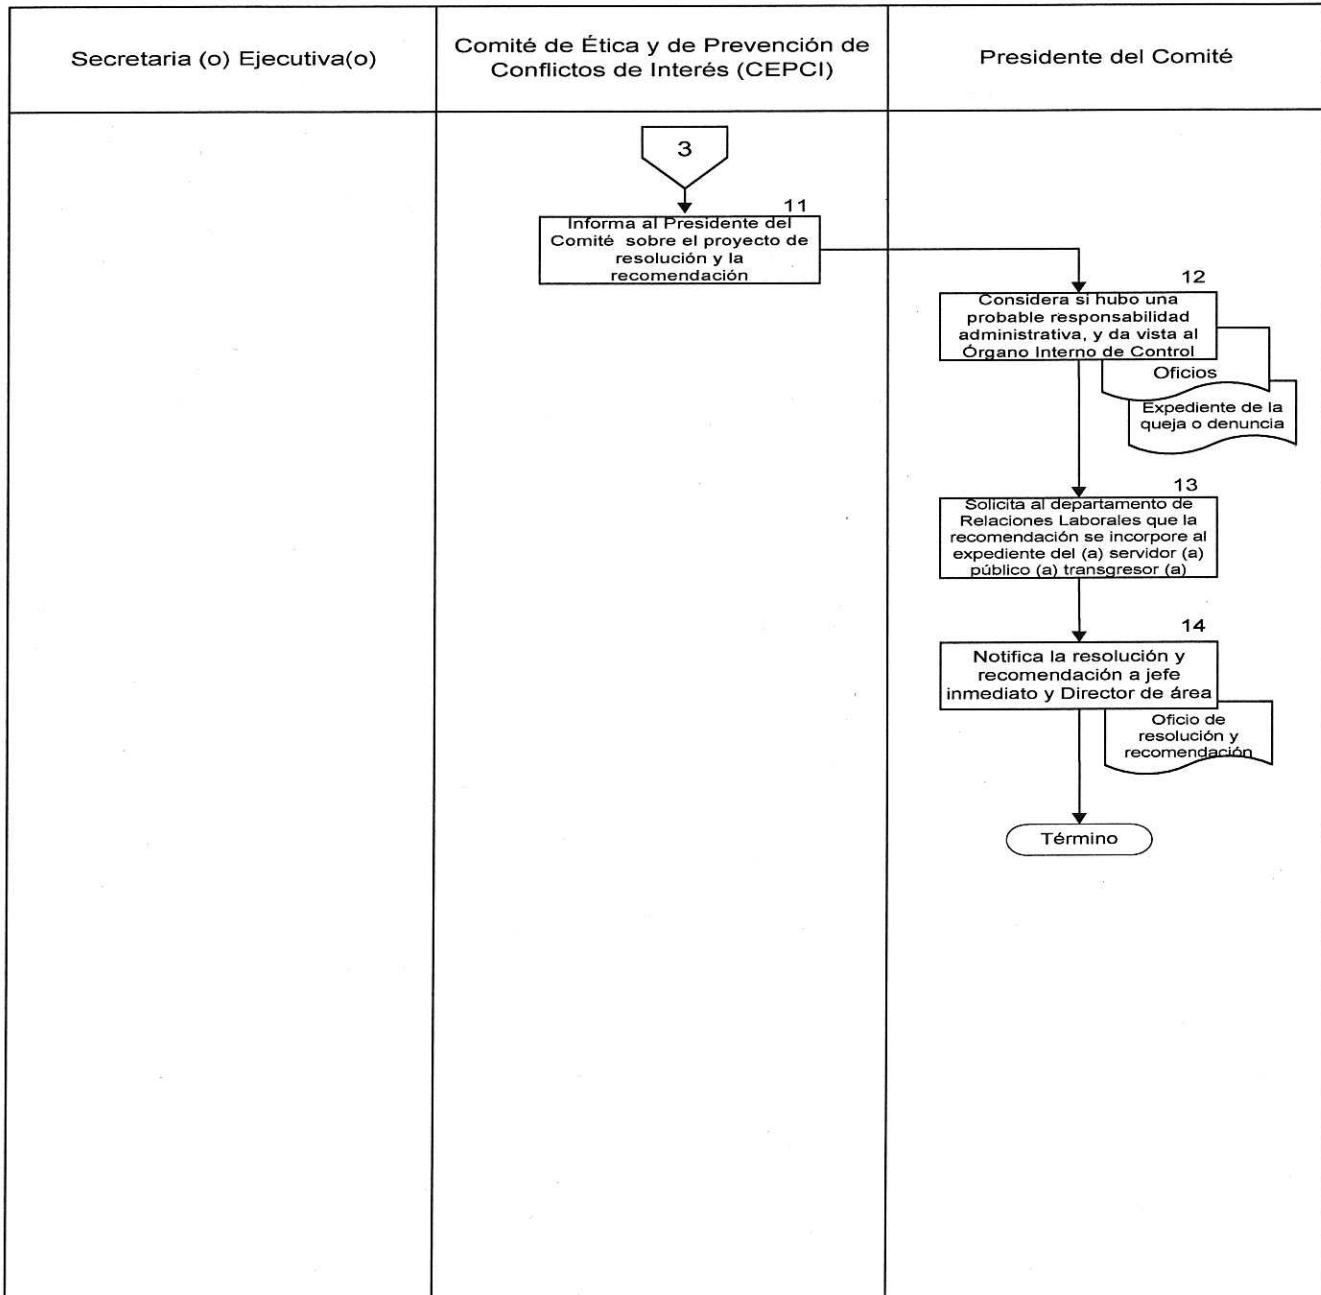 Secretaria (o) Ejecutiva(o)
Comité de Ética y de Prevención de
Conflictos de Interés (CEPCI)
Presidente del Comité
3
11
Informa al Presidente del
Comité sobre el proyecto de
resolución y la
recomendación
12
Considera si hubo una
probable responsabilidad
administrativa, y da vista al
Órgano Interno de Control
Oficios
Expediente de la
queja o denuncia
13
Solicita al departamento de
Relaciones Laborales que la
recomendación se incorpore al
expediente del (a) servidor (a)
público (a) transgresor (a)
14
Notifica la resolución y
recomendación a jefe
inmediato y Director de área
Oficio de
resolución y
recomendación
Término